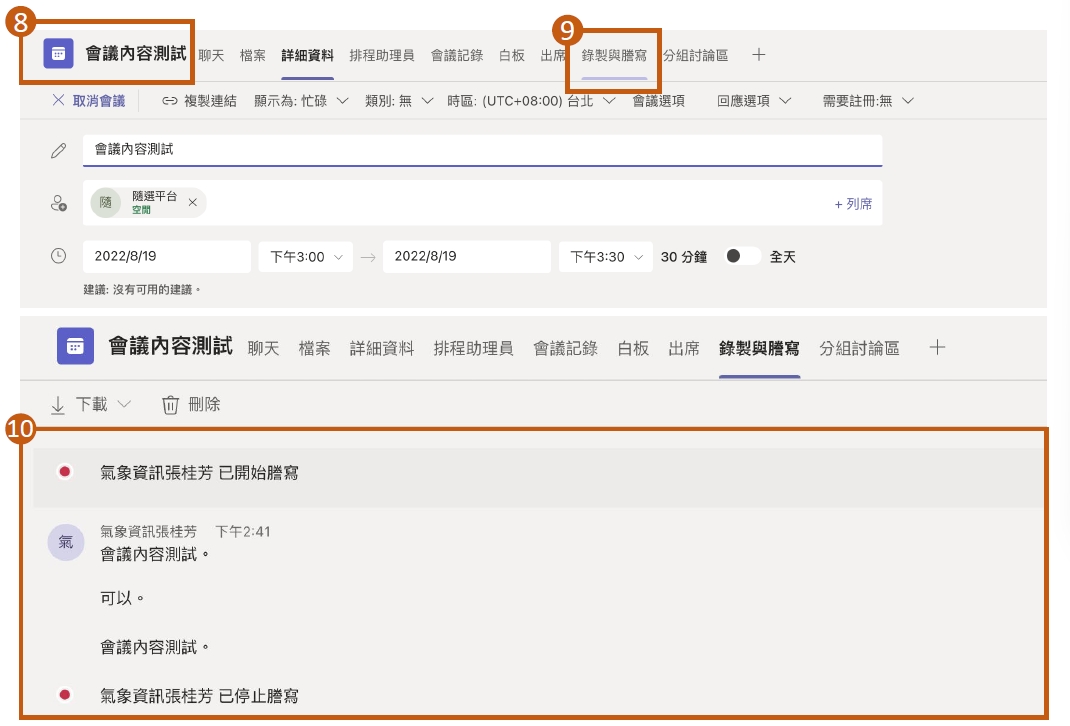 8
9
會議內容測試 聊天 檔案 詳細資料 排程助理員 會議記錄 白板 出席 錄製與謄寫 分組討論區 +
取消會議 複製連結 顯示為: 忙碌 類別: 無 時區: (UTC+08:00) 台北 會議選項 回應選項 需要註冊:無
會議內容測試
隨 隨選平台
空閒
+ 列席
2022/8/19 下午3:00 → 2022/8/19 下午3:30 30 分鐘 全天
建議: 沒有可用的建議。
會議內容測試 聊天 檔案 詳細資料 排程助理員 會議記錄 白板 出席 錄製與謄寫 分組討論區 +
下載 刪除
10
氣象資訊張桂芳 已開始謄寫
氣象資訊張桂芳 下午2:41
氣 會議內容測試。
可以。
會議內容測試。
氣象資訊張桂芳 已停止謄寫